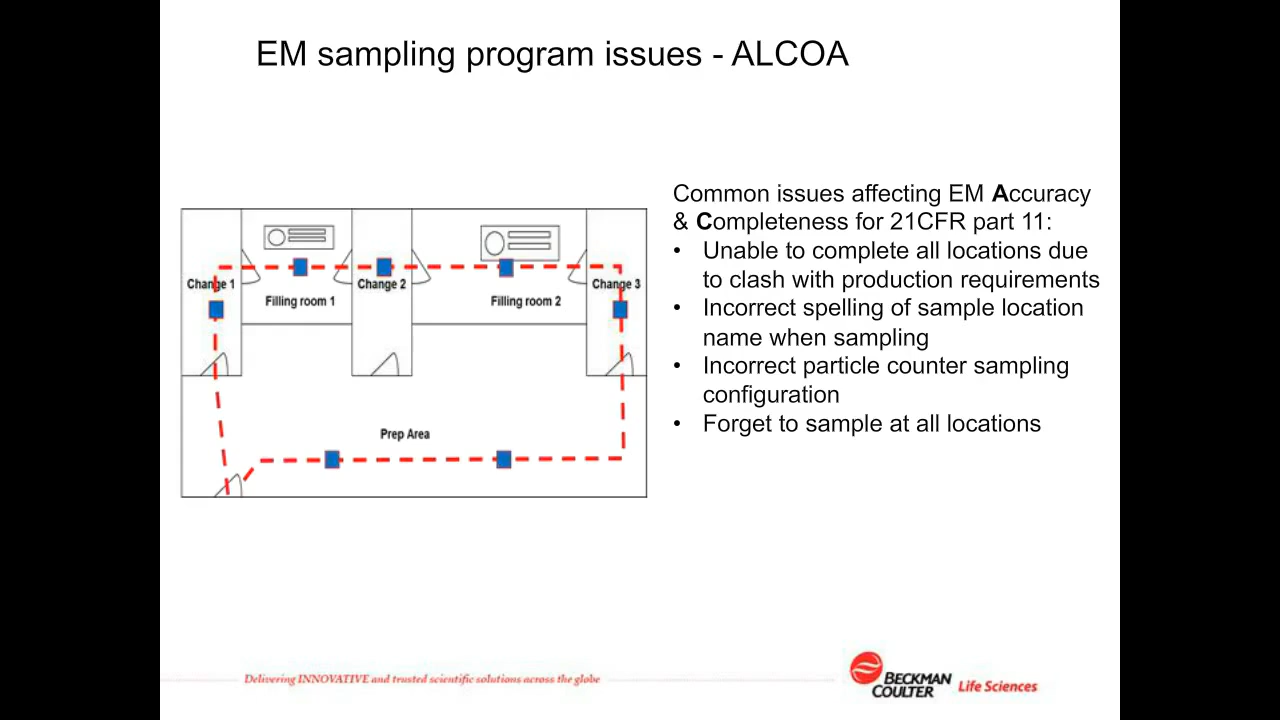 EM sampling program issues - ALCOA
Common issues affecting EM Accuracy
& Completeness for 21CFR part 11:
• Unable to complete all locations due
to clash with production requirements
• Incorrect spelling of sample location
name when sampling
• Incorrect particle counter sampling
configuration
• Forget to sample at all locations
Change 1
Filling room 1
Change 2
Filling room 2
Change 3
Prep Area
Delivering INNOVATIVE and trusted scientific solutions across the globe
BECKMAN
COULTER Life Sciences